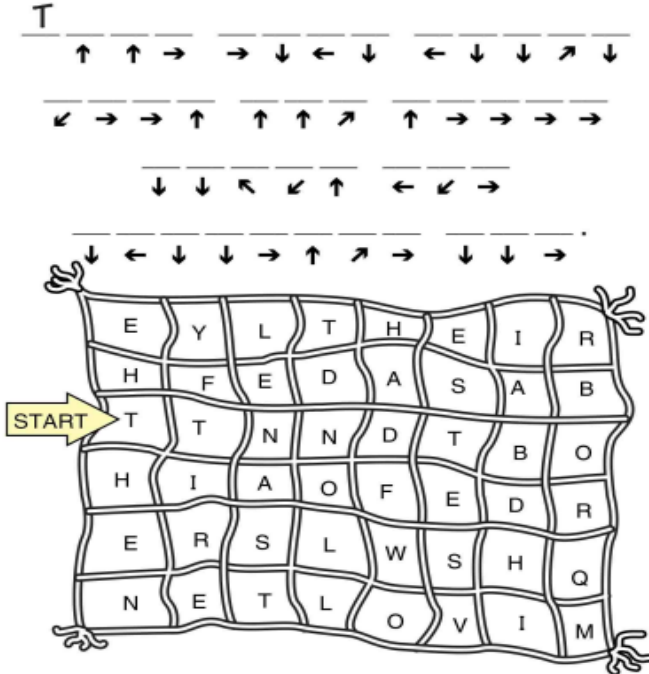 T
START
E Y L T H E I R
H F E D A S A B
T T N N D T B O
H I A O F E D R
E R S L W S H Q
N E T L O V I M